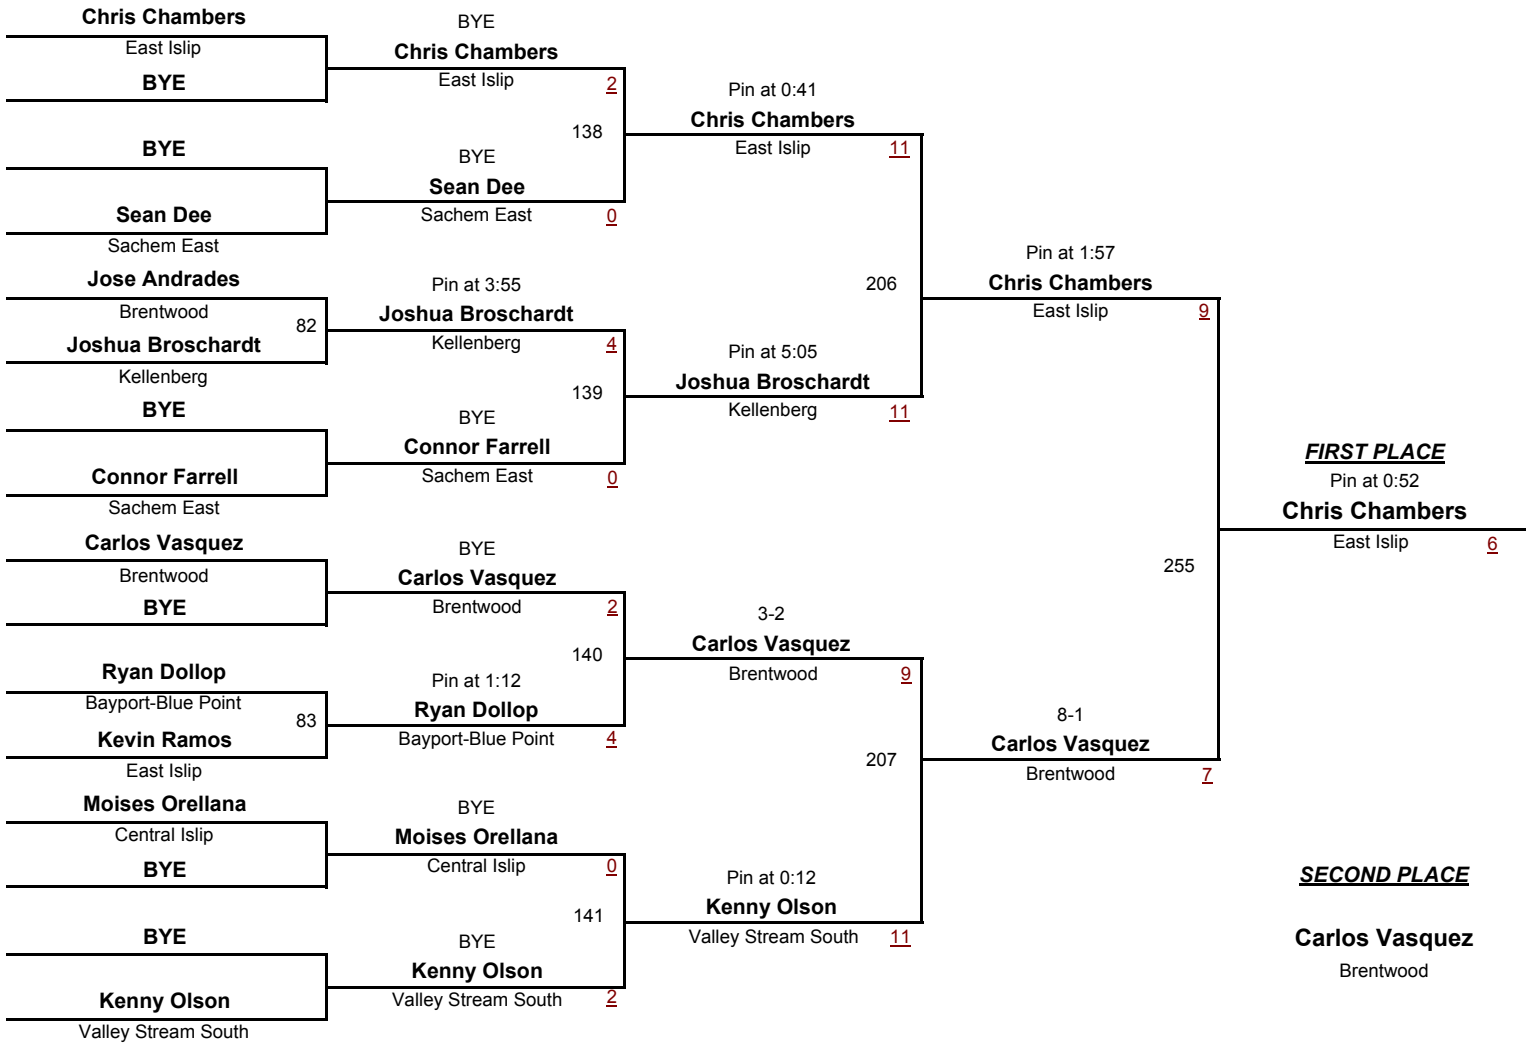 Chris Chambers
East Islip
BYE
BYE
Sean Dee
Sachem East
Jose Andrades
Brentwood
82
Joshua Broschardt
Kellenberg
BYE
Connor Farrell
Sachem East
Carlos Vasquez
Brentwood
BYE
Ryan Dollop
Bayport-Blue Point
83
Kevin Ramos
East Islip
Moises Orellana
Central Islip
BYE
BYE
Kenny Olson
Valley Stream South
BYE
Chris Chambers
East Islip
2
138
BYE
Sean Dee
Sachem East
0
Pin at 3:55
Joshua Broschardt
Kellenberg
4
139
BYE
Connor Farrell
Sachem East
0
BYE
Carlos Vasquez
Brentwood
2
140
Pin at 1:12
Ryan Dollop
Bayport-Blue Point
4
BYE
Moises Orellana
Central Islip
0
141
BYE
Kenny Olson
Valley Stream South
2
Pin at 0:41
Chris Chambers
East Islip
11
206
Pin at 5:05
Joshua Broschardt
Kellenberg
11
3-2
Carlos Vasquez
Brentwood
9
207
Pin at 0:12
Kenny Olson
Valley Stream South
11
Pin at 1:57
Chris Chambers
East Islip
9
255
8-1
Carlos Vasquez
Brentwood
7
FIRST PLACE
Pin at 0:52
Chris Chambers
East Islip
6
SECOND PLACE
Carlos Vasquez
Brentwood